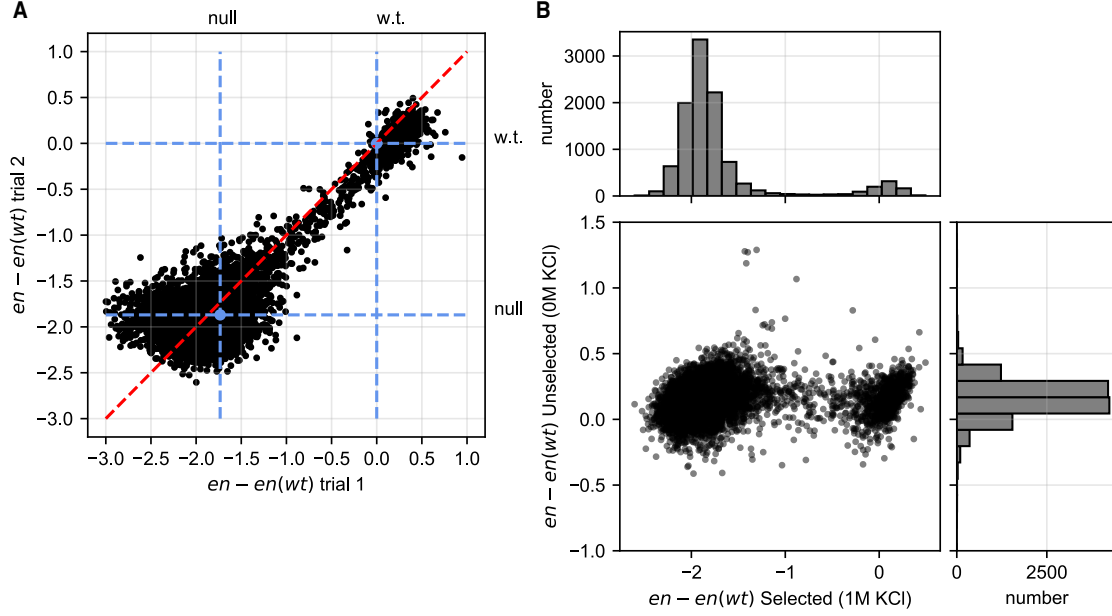 A
null
w.t.
1.0
0.5
0.0
−0.5
−1.0
−1.5
−2.0
−2.5
−3.0
en − en(wt) trial 2
w.t.
null
−3.0 −2.5 −2.0 −1.5 −1.0 −0.5 0.0 0.5 1.0
en − en(wt) trial 1
B
3000
2000
1000
0
number
1.5
1.0
0.5
0.0
−0.5
−1.0
en − en(wt) Unselected (0M KCl)
−2 −1 0
en − en(wt) Selected (1M KCl)
0 2500
number